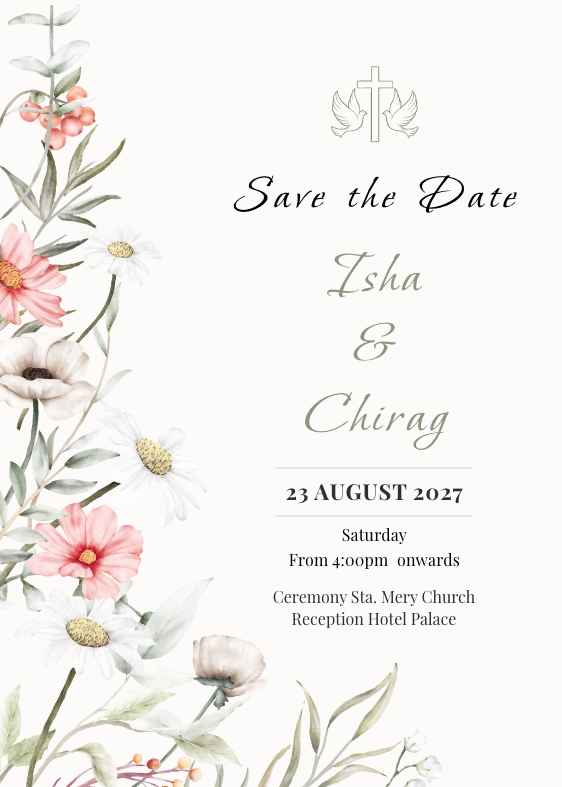 Save the Date
Isha
&
Chirag
23 AUGUST 2027
Saturday
From 4:00pm onwards
Ceremony Sta. Mery Church
Reception Hotel Palace